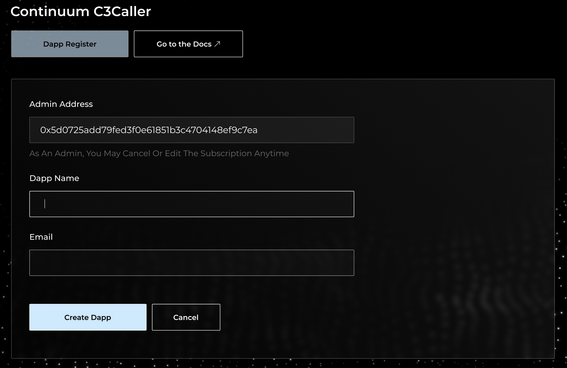 Continuum C3Caller
Dapp Register
Go to the Docs ↗
Admin Address
0x5d0725add79fed3f0e61851b3c4704148ef9c7ea
As An Admin, You May Cancel Or Edit The Subscription Anytime
Dapp Name
Email
Create Dapp
Cancel